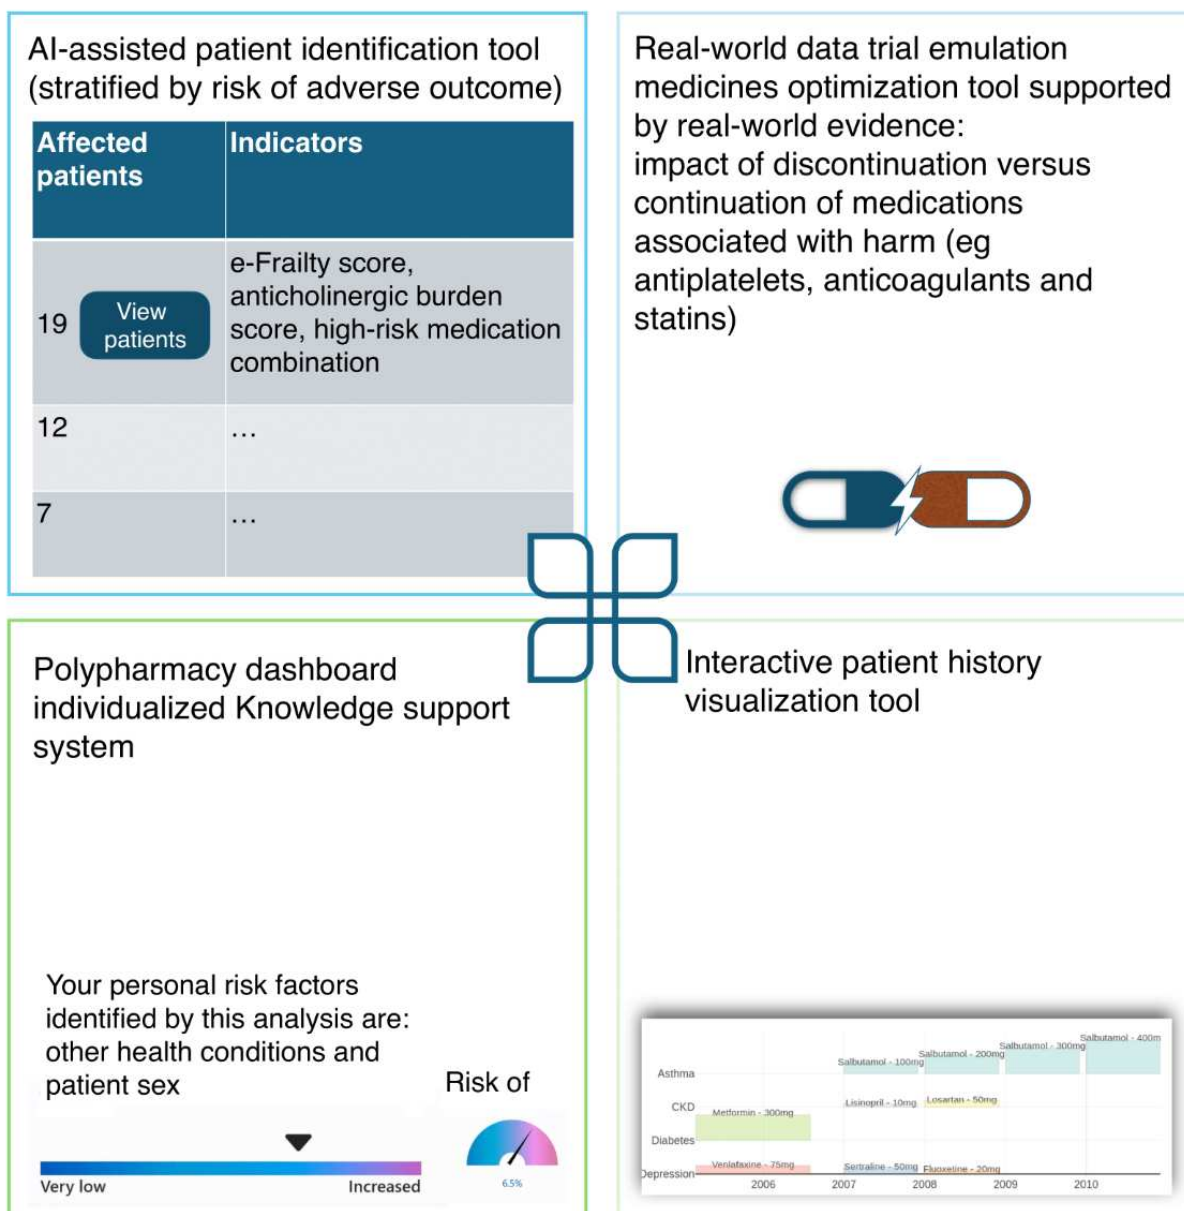 AI-assisted patient identification tool
(stratified by risk of adverse outcome)
Affected
patients
Indicators
19
View
patients
e-Frailty score,
anticholinergic burden
score, high-risk medication
combination
12
...
7
...
Real-world data trial emulation
medicines optimization tool supported
by real-world evidence:
impact of discontinuation versus
continuation of medications
associated with harm (eg
antiplatelets, anticoagulants and
statins)
Polypharmacy dashboard
individualized Knowledge support
system
Your personal risk factors
identified by this analysis are:
other health conditions and
patient sex
Risk of
Very low
Increased
6.5%
Interactive patient history
visualization tool
Salbutamol - 100mg
Salbutamol - 200mg
Salbutamol - 300mg
Salbutamol - 400m
Asthma
CKD
Lisinopril - 10mg
Losartan - 50mg
Metformin - 300mg
Diabetes
Depression
Venlafaxine - 75mg
Sertraline - 50mg
Fluoxetine - 20mg
2006
2007
2008
2009
2010